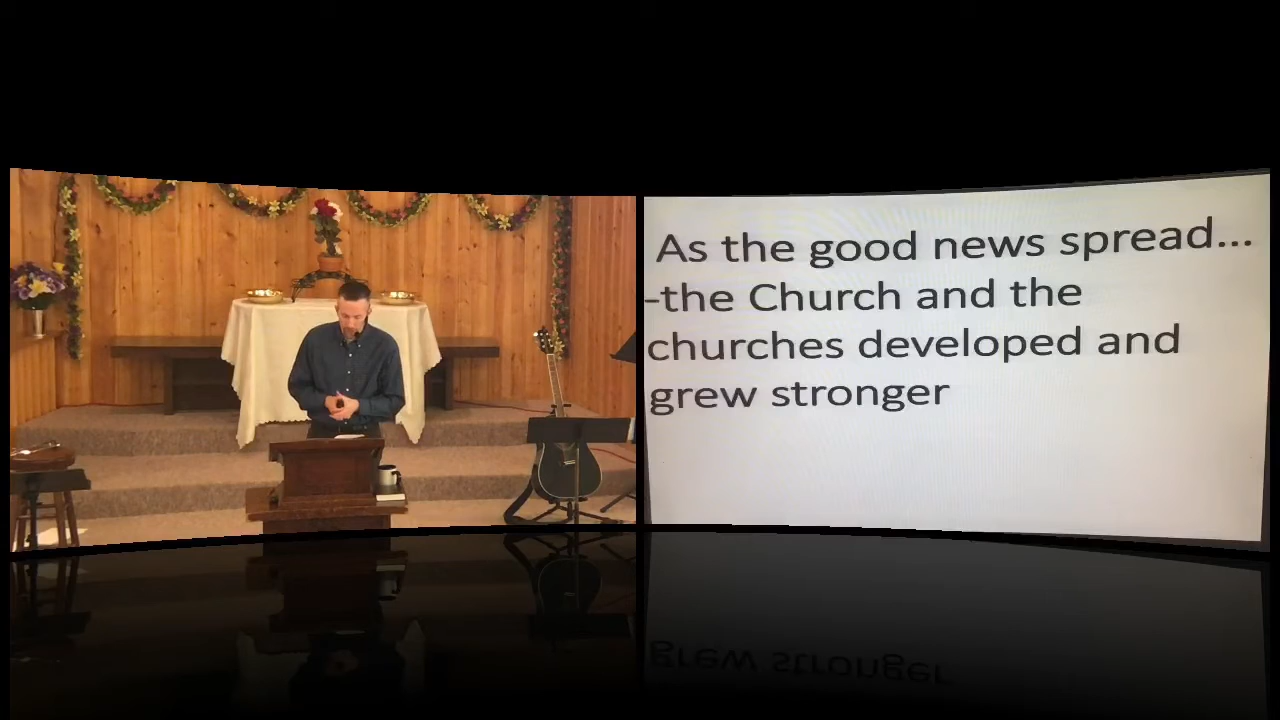 As the good news spread...
-the Church and the
churches developed and
grew stronger